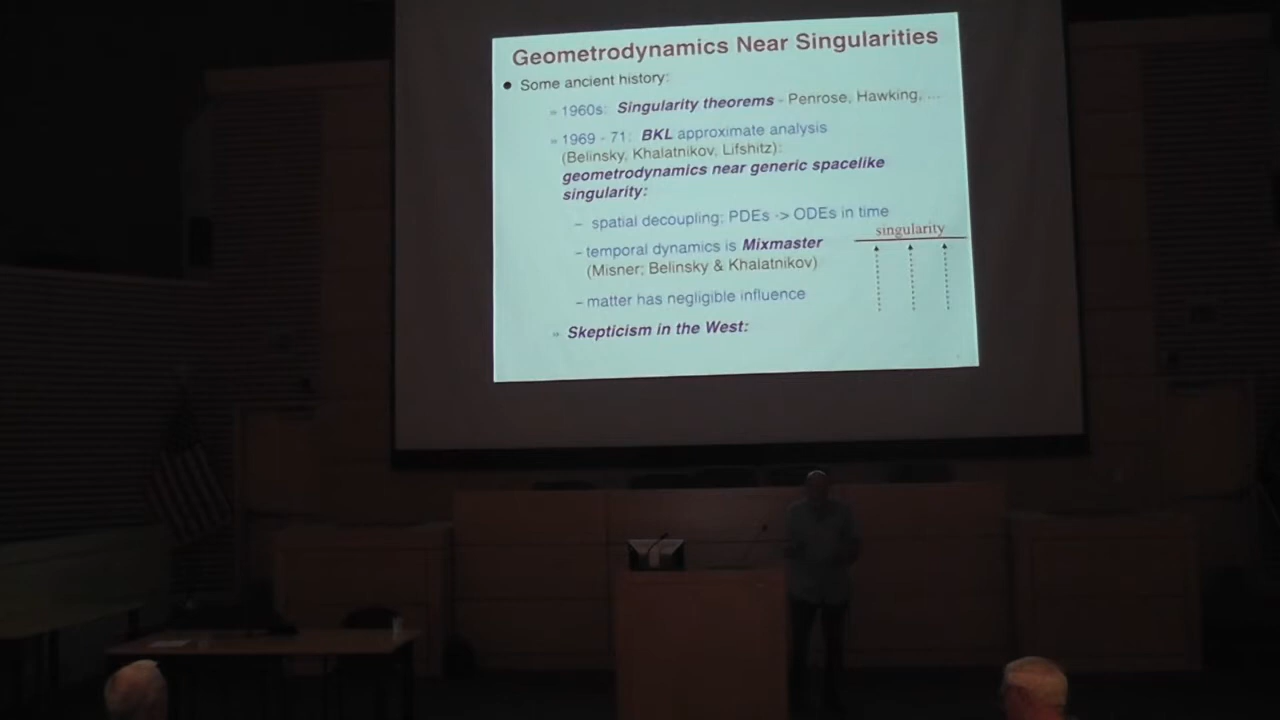 Geometrodynamics Near Singularities
● Some ancient history:
» 1960s: Singularity theorems - Penrose, Hawking, ...
» 1969 - 71: BKL approximate analysis
(Belinsky, Khalatnikov, Lifshitz):
geometrodynamics near generic spacelike
singularity:
– spatial decoupling: PDEs -> ODEs in time
singularity
– temporal dynamics is Mixmaster
(Misner; Belinsky & Khalatnikov)
– matter has negligible influence
» Skepticism in the West: